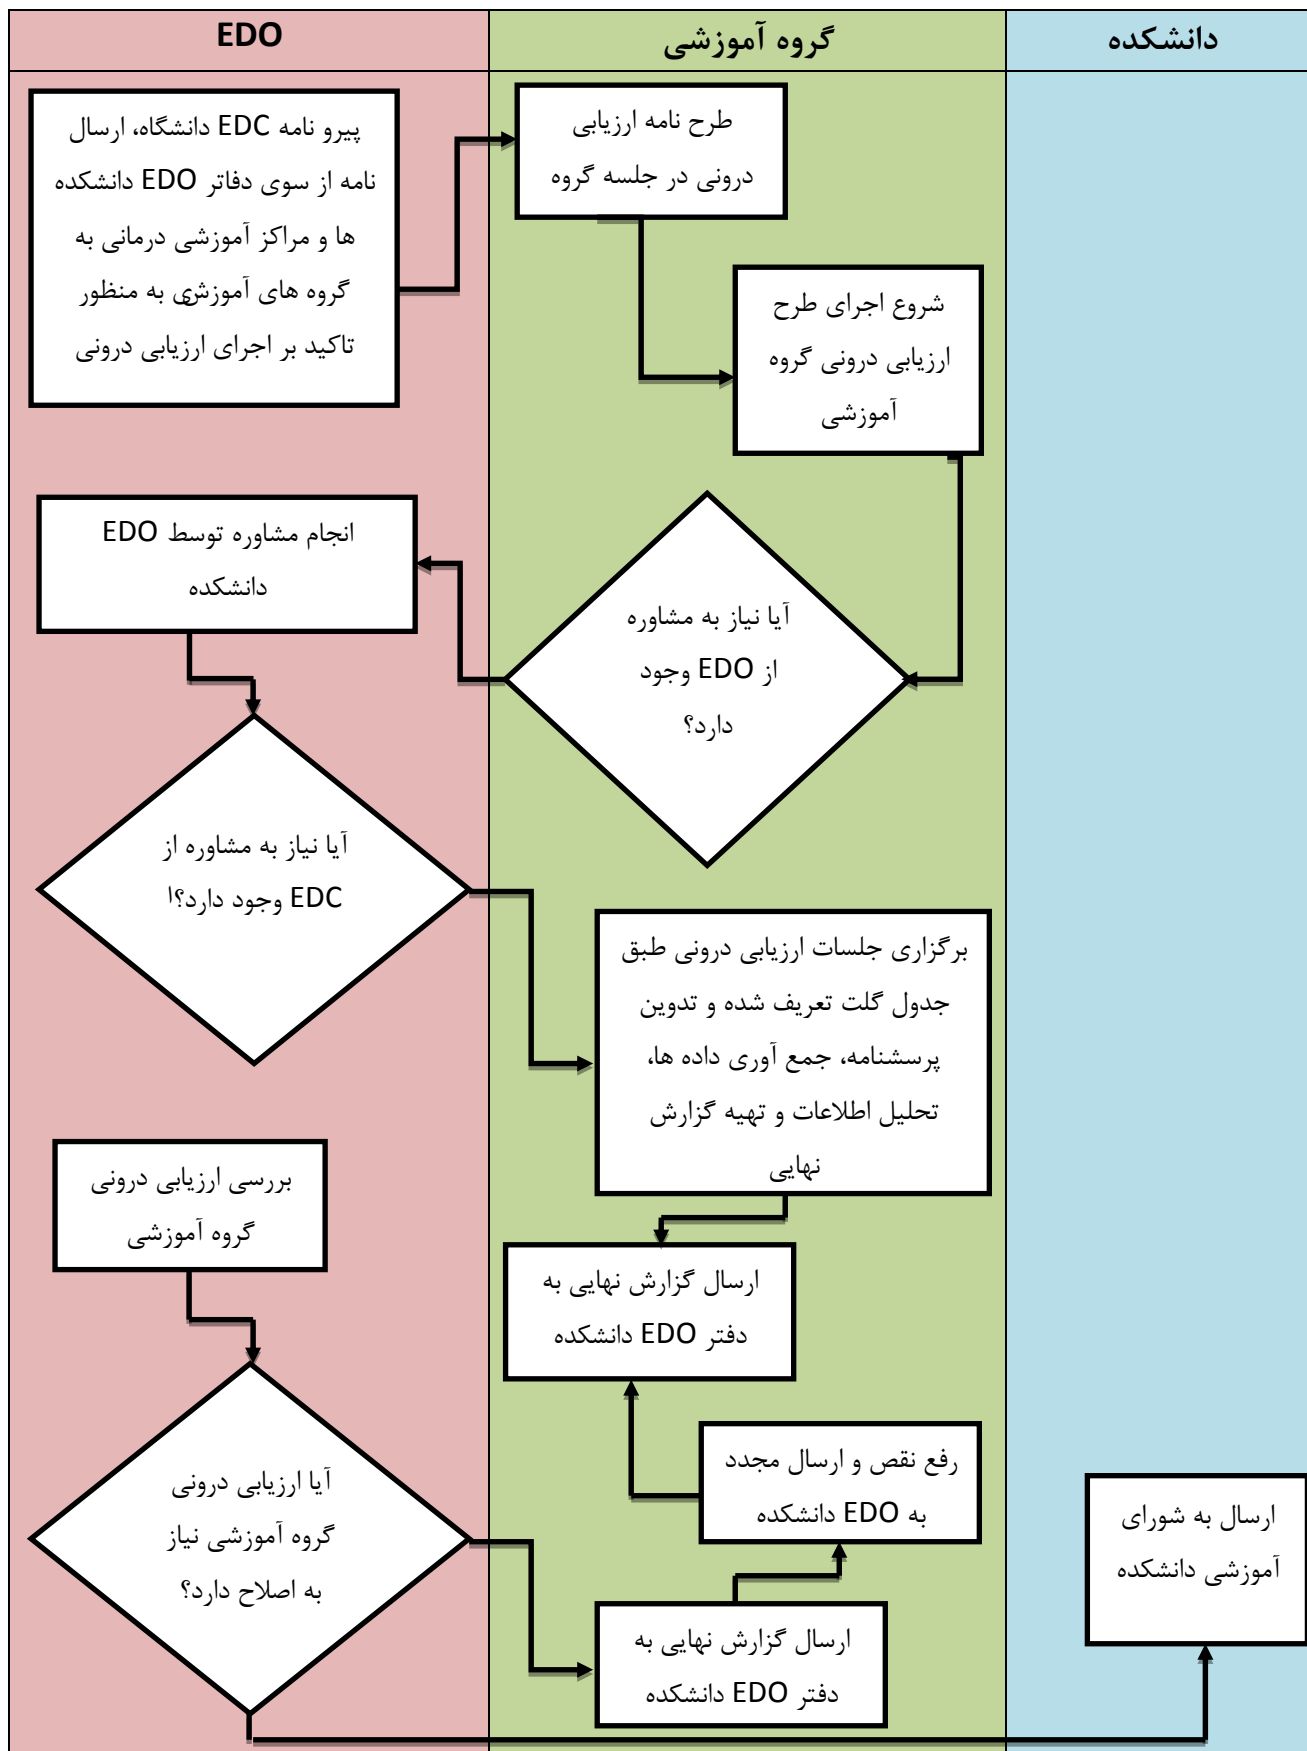 EDO
گروه آموزشی
دانشکده
پیرو نامه EDC دانشگاه، ارسال
نامه از سوی دفاتر EDO دانشکده
ها و مراکز آموزشی درمانی به
گروه های آموزشی به منظور
تاکید بر اجرای ارزیابی درونی
طرح نامه ارزیابی
درونی در جلسه گروه
شروع اجرای طرح
ارزیابی درونی گروه
آموزشی
آیا نیاز به مشاوره
از EDO وجود
دارد؟
انجام مشاوره توسط EDO
دانشکده
آیا نیاز به مشاوره از
EDC وجود دارد؟ا
برگزاری جلسات ارزیابی درونی طبق
جدول گلت تعریف شده و تدوین
پرسشنامه، جمع آوری داده ها،
تحلیل اطلاعات و تهیه گزارش
نهایی
ارسال گزارش نهایی به
دفتر EDO دانشکده
بررسی ارزیابی درونی
گروه آموزشی
آیا ارزیابی درونی
گروه آموزشی نیاز
به اصلاح دارد؟
ارسال گزارش نهایی به
دفتر EDO دانشکده
رفع نقص و ارسال مجدد
به EDO دانشکده
ارسال به شورای
آموزشی دانشکده